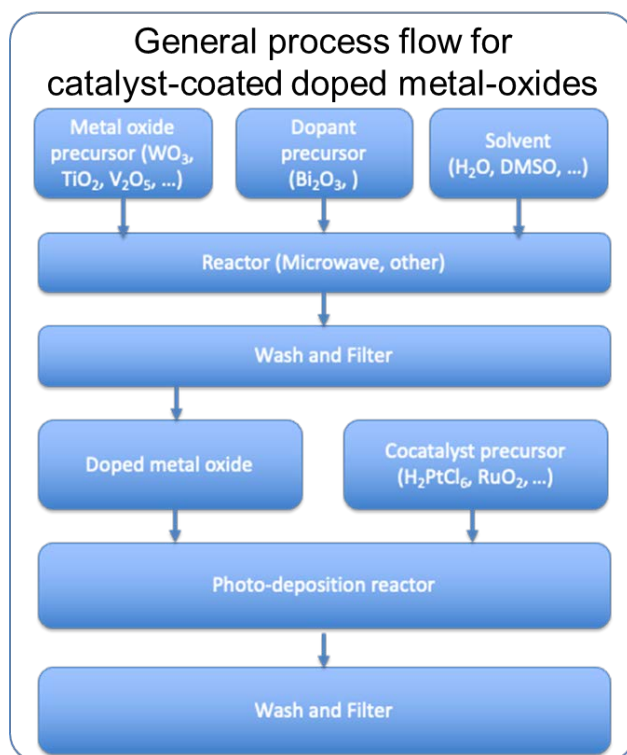 General process flow for
catalyst-coated doped metal-oxides
Metal oxide
precursor (WO₃,
TiO₂, V₂O₅, ...)
Dopant
precursor
(Bi₂O₃, )
Solvent
(H₂O, DMSO, ...)
Reactor (Microwave, other)
Wash and Filter
Doped metal oxide
Cocatalyst precursor
(H₂PtCl₆, RuO₂, ...)
Photo-deposition reactor
Wash and Filter